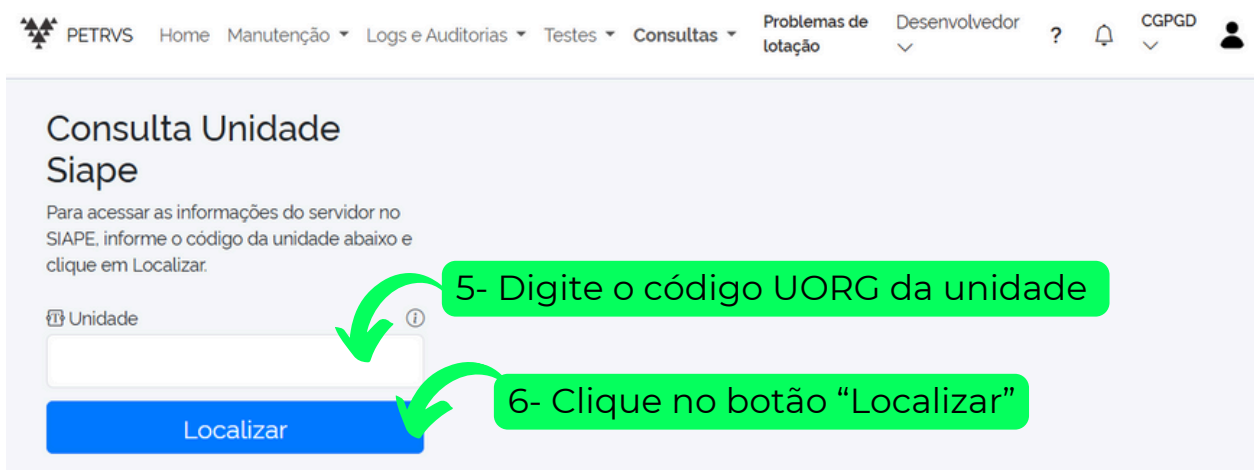 PETRVS Home Manutenção Logs e Auditorias Testes Consultas Problemas de lotação Desenvolvedor ? CGPGD
Consulta Unidade
Siape
Para acessar as informações do servidor no
SIAPE, informe o código da unidade abaixo e
clique em Localizar.
5- Digite o código UORG da unidade
Unidade
6- Clique no botão “Localizar”
Localizar